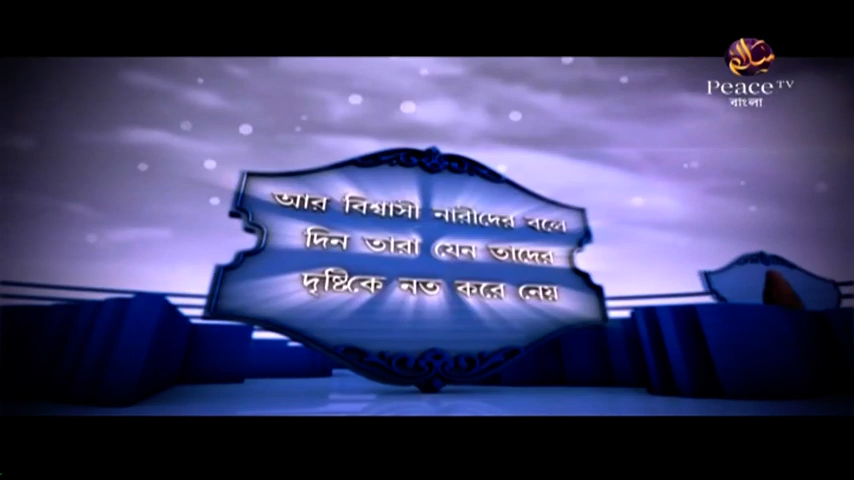 Peace TV
বাংলা
আর বিশ্বাসী নারীদের বলে
দিন তারা যেন তাদের
দৃষ্টিকে নত করে নেয়